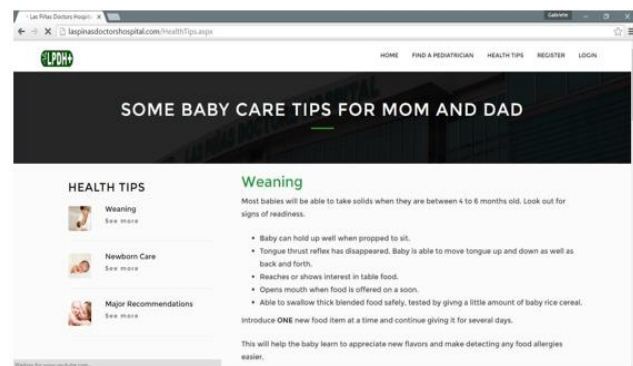 Las Piñas Doctors Hospit
Gabriele
laspinasdoctorshospital.com/HealthTips.aspx
LPDH+
HOME FIND A PEDIATRICIAN HEALTH TIPS REGISTER LOGIN
SOME BABY CARE TIPS FOR MOM AND DAD
HEALTH TIPS
Weaning
See more
Newborn Care
See more
Major Recommendations
See more
Weaning
Most babies will be able to take solids when they are between 4 to 6 months old. Look out for
signs of readiness.
Baby can hold up well when propped to sit.
Tongue thrust reflex has disappeared. Baby is able to move tongue up and down as well as
back and forth.
Reaches or shows interest in table food.
Opens mouth when food is offered on a soon.
Able to swallow thick blended food safely, tested by givng a little amount of baby rice cereal.
Introduce ONE new food item at a time and continue giving it for several days.
This will help the baby learn to appreciate new flavors and make detecting any food allergies
easier.